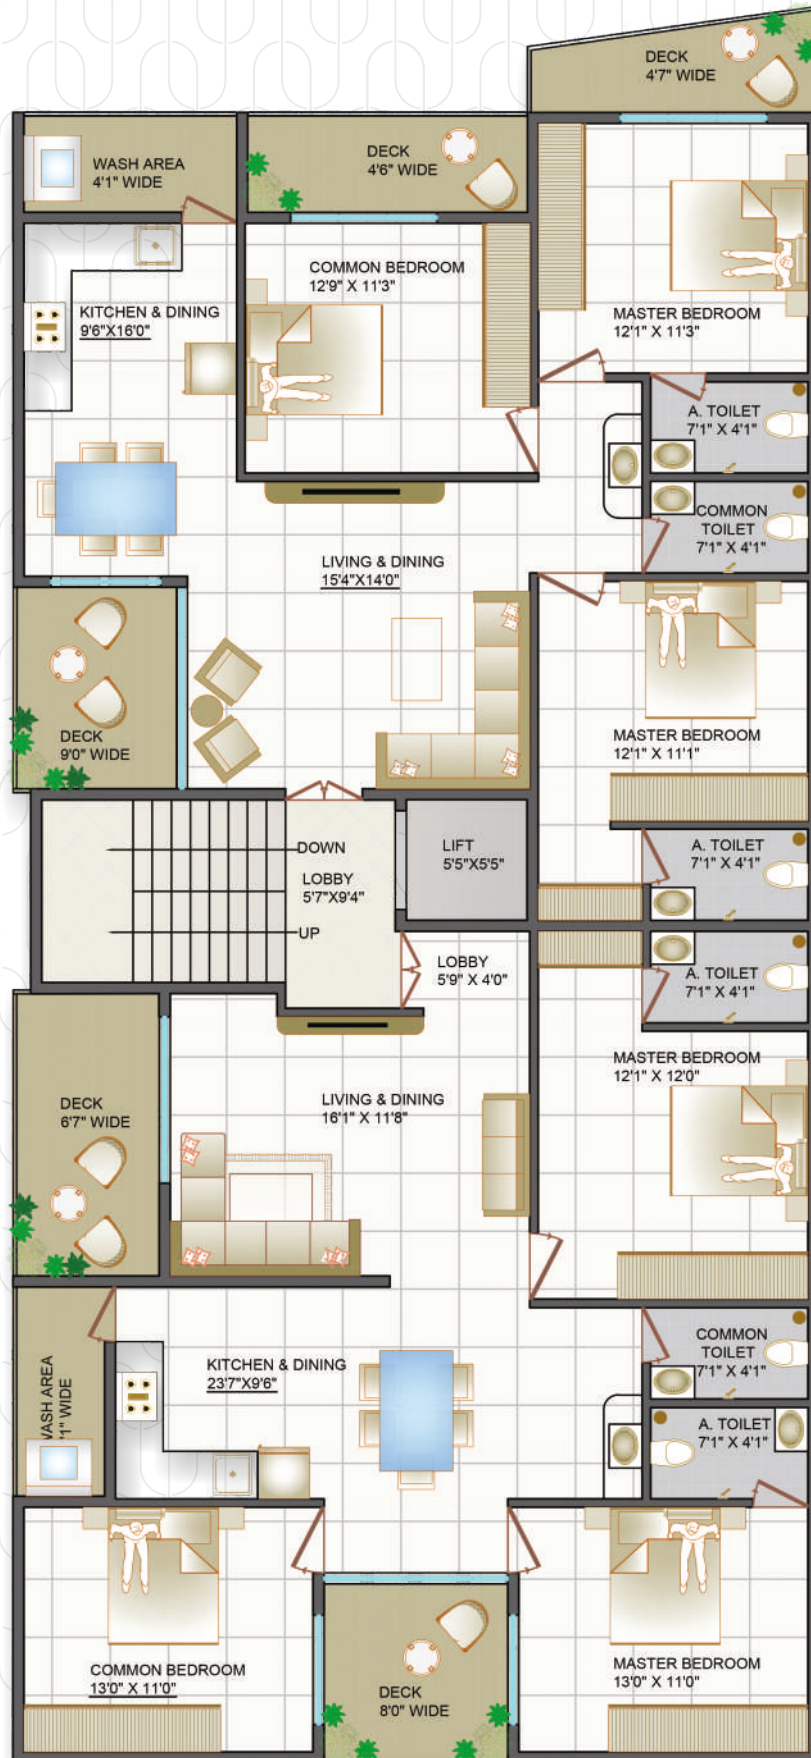 DECK
4'7" WIDE
WASH AREA
4'1" WIDE
DECK
4'6" WIDE
COMMON BEDROOM
12'9" X 11'3"
KITCHEN & DINING
9'6"X16'0"
MASTER BEDROOM
12'1" X 11'3"
A. TOILET
7'1" X 4'1"
COMMON
TOILET
7'1" X 4'1"
LIVING & DINING
15'4"X14'0"
DECK
9'0" WIDE
MASTER BEDROOM
12'1" X 11'1"
DOWN
LOBBY
5'7"X9'4"
UP
LIFT
5'5"X5'5"
A. TOILET
7'1" X 4'1"
LOBBY
5'9" X 4'0"
A. TOILET
7'1" X 4'1"
MASTER BEDROOM
12'1" X 12'0"
DECK
6'7" WIDE
LIVING & DINING
16'1" X 11'8"
COMMON
TOILET
7'1" X 4'1"
KITCHEN & DINING
23'7"X9'6"
WASH AREA
'1" WIDE
A. TOILET
7'1" X 4'1"
COMMON BEDROOM
13'0" X 11'0"
DECK
8'0" WIDE
MASTER BEDROOM
13'0" X 11'0"